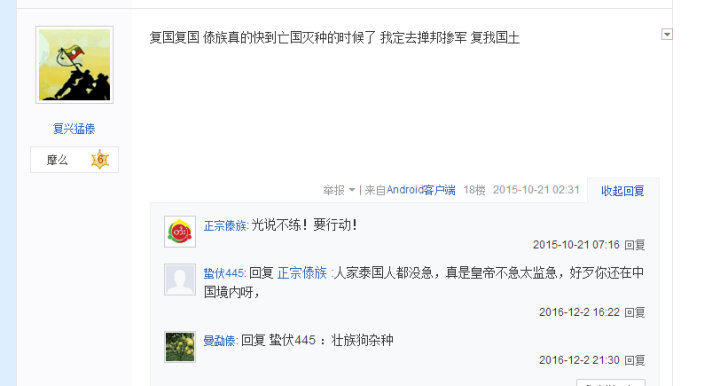 复国复国 傣族真的快到亡国灭种的时候了 我定去掸邦掺军 复我国土
复兴猛傣
摩么 6
举报 | 来自Android客户端 18楼 2015-10-21 02:31 收起回复
正宗傣族: 光说不练！要行动！
2015-10-21 07:16 回复
蛰伏445: 回复 正宗傣族 :人家泰国人都没急，真是皇帝不急太监急，好歹你还在中
国境内呀，
2016-12-2 16:22 回复
曼勐傣: 回复 蛰伏445 ：壮族狗杂种
2016-12-2 21:30 回复